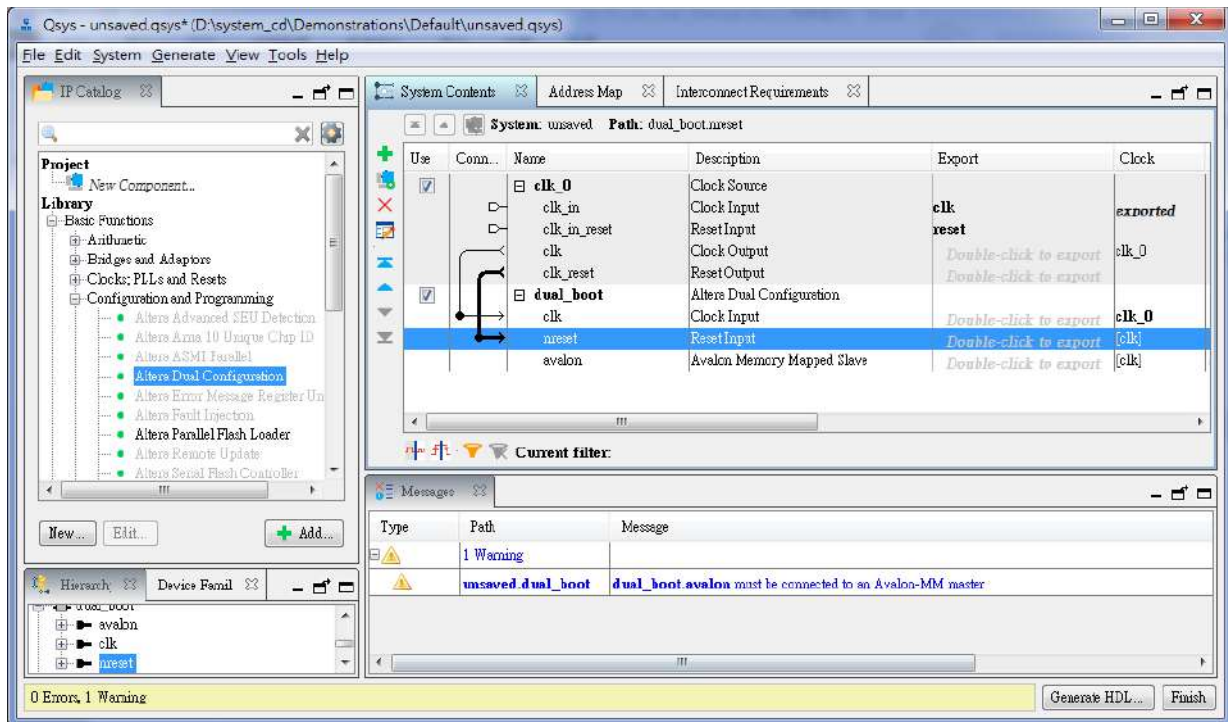 Qsys - unsaved.qsys* (D:\system_cd\Demonstrations\Default\unsaved.qsys)
File Edit System Generate View Tools Help
IP Catalog
Project
New Component...
Library
Basic Functions
Arithmetic
Bridges and Adaptors
Clocks; PLLs and Resets
Configuration and Programming
Altera Advanced SEU Detection
Altera Arria 10 Unique Chip ID
Altera ASMI Parallel
Altera Dual Configuration
Altera Error Message Register Un
Altera Fault Injection
Altera Parallel Flash Loader
Altera Remote Update
Altera Serial Flash Controller
New... Edit... Add...
Hierarchy Device Famil
dual_boot
avalon
clk
nreset
System Contents Address Map Interconnect Requirements
System: unsaved Path: dual_boot.nreset
Use Conn... Name Description Export Clock
clk_0 Clock Source
clk_in Clock Input clk exported
clk_in_reset Reset Input reset
clk Clock Output Double-click to export clk_0
clk_reset Reset Output Double-click to export
dual_boot Altera Dual Configuration
clk Clock Input Double-click to export clk_0
nreset Reset Input Double-click to export [clk]
avalon Avalon Memory Mapped Slave Double-click to export [clk]
Current filter:
Messages
Type Path Message
1 Warning
unsaved.dual_boot dual_boot.avalon must be connected to an Avalon-MM master
0 Errors, 1 Warning
Generate HDL... Finish